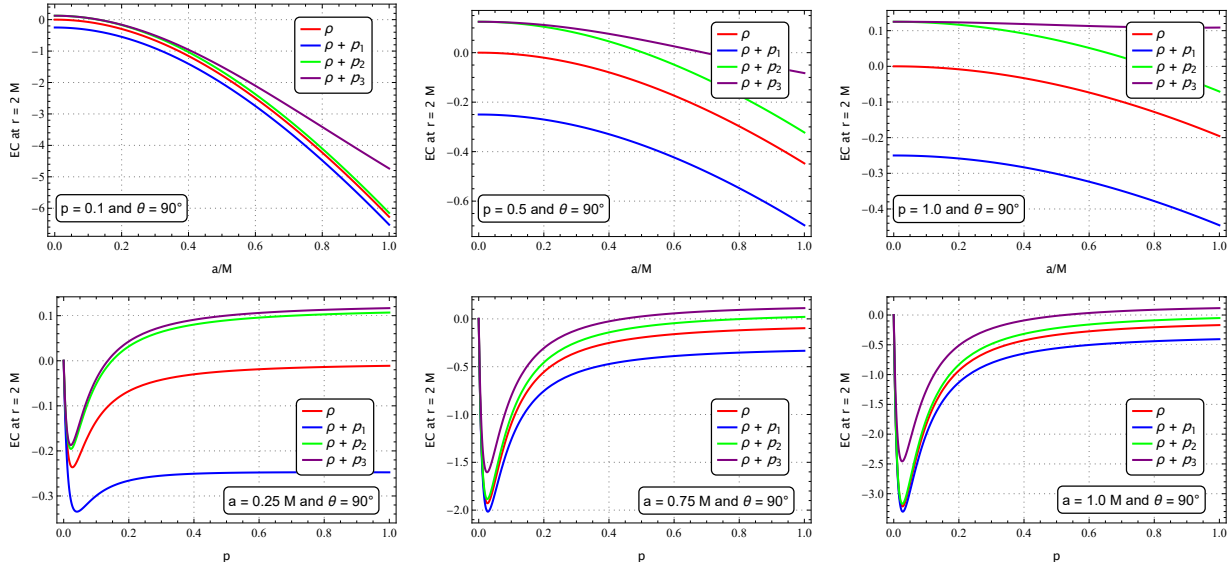 EC at r = 2 M
0
-1
-2
-3
-4
-5
-6
ρ
ρ + p₁
ρ + p₂
ρ + p₃
p = 0.1 and θ = 90°
0.0 0.2 0.4 0.6 0.8 1.0
a/M
EC at r = 2 M
0.0
-0.2
-0.4
-0.6
ρ
ρ + p₁
ρ + p₂
ρ + p₃
p = 0.5 and θ = 90°
0.0 0.2 0.4 0.6 0.8 1.0
a/M
EC at r = 2 M
0.1
0.0
-0.1
-0.2
-0.3
-0.4
ρ
ρ + p₁
ρ + p₂
ρ + p₃
p = 1.0 and θ = 90°
0.0 0.2 0.4 0.6 0.8 1.0
a/M
EC at r = 2 M
0.1
0.0
-0.1
-0.2
-0.3
ρ
ρ + p₁
ρ + p₂
ρ + p₃
a = 0.25 M and θ = 90°
0.0 0.2 0.4 0.6 0.8 1.0
p
EC at r = 2 M
0.0
-0.5
-1.0
-1.5
-2.0
ρ
ρ + p₁
ρ + p₂
ρ + p₃
a = 0.75 M and θ = 90°
0.0 0.2 0.4 0.6 0.8 1.0
p
EC at r = 2 M
0.0
-0.5
-1.0
-1.5
-2.0
-2.5
-3.0
ρ
ρ + p₁
ρ + p₂
ρ + p₃
a = 1.0 M and θ = 90°
0.0 0.2 0.4 0.6 0.8 1.0
p